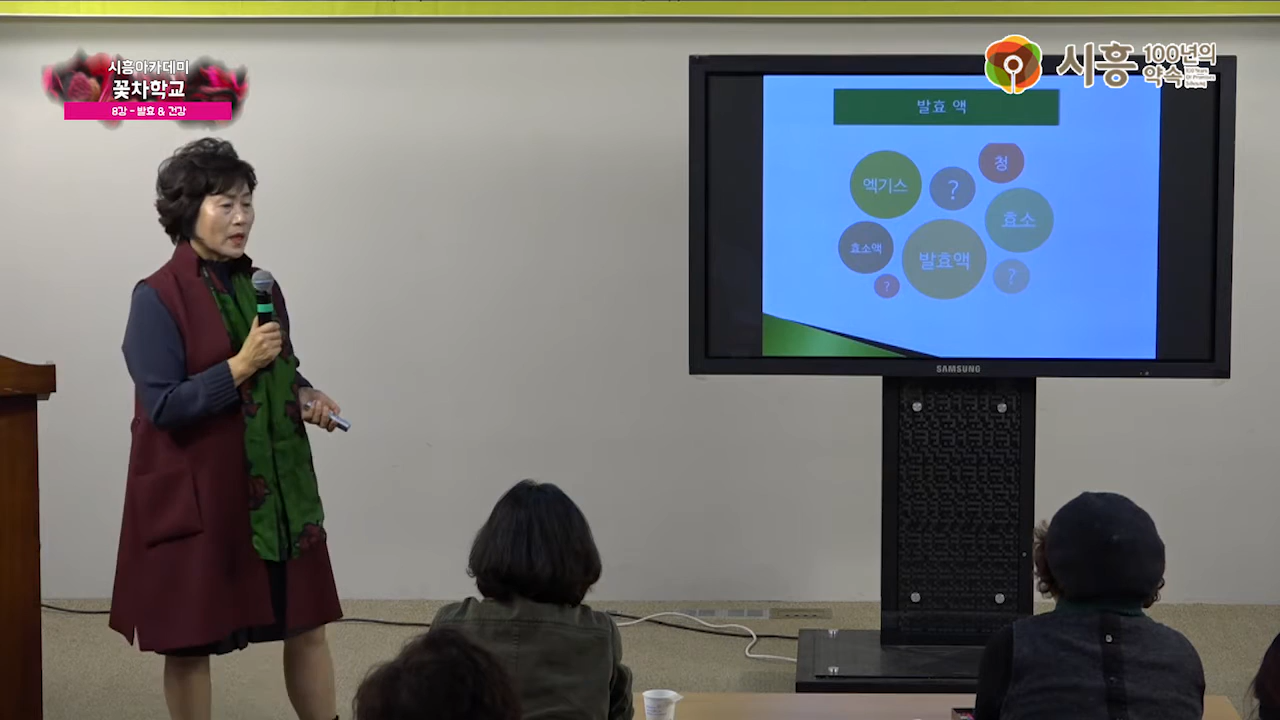 시흥아카데미
꽃차학교
8강 - 발효 & 건강
시흥 100년의
약속
발효 액
청
엑기스
?
효소
효소액
발효액
?
?
SAMSUNG